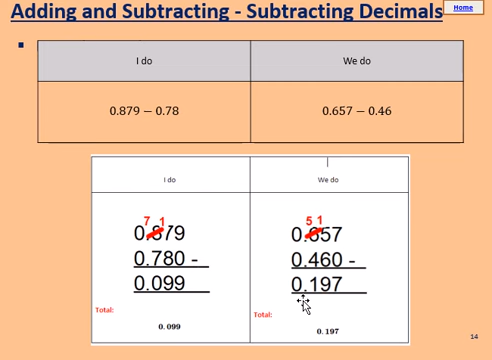 Adding and Subtracting - Subtracting Decimals
Home
I do
We do
0.879 − 0.78
0.657 − 0.46
I do
We do
7 1
0.879
0.780 -
0.099
Total:
0.099
5 1
0.657
0.460 -
0.197
Total:
0.197
14